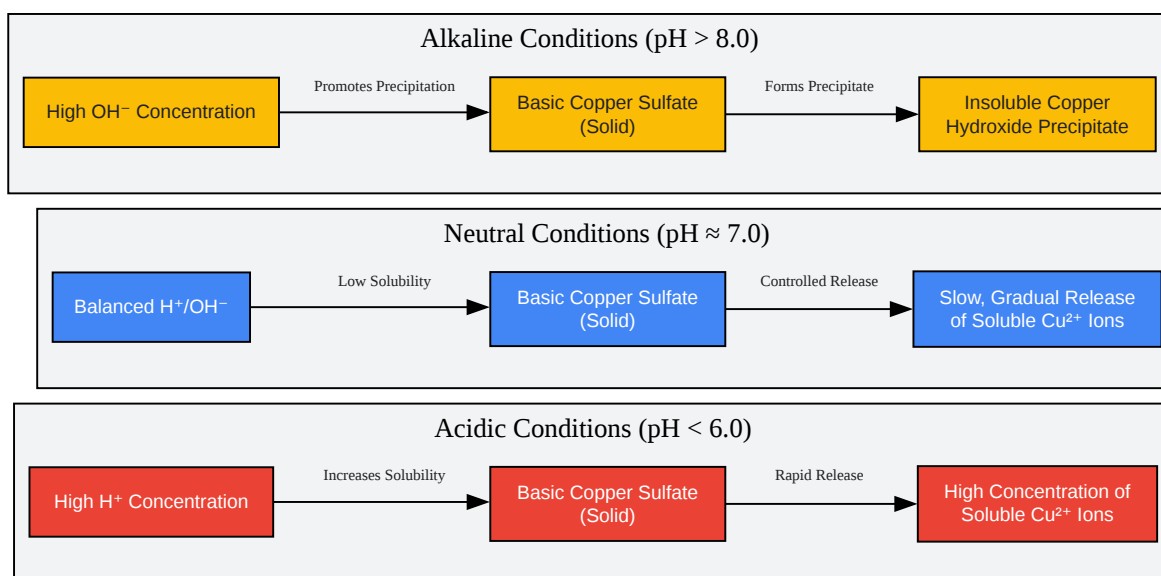 Alkaline Conditions (pH > 8.0)
High OH⁻ Concentration
Promotes Precipitation
Basic Copper Sulfate
(Solid)
Forms Precipitate
Insoluble Copper
Hydroxide Precipitate
Neutral Conditions (pH ≈ 7.0)
Balanced H⁺/OH⁻
Low Solubility
Basic Copper Sulfate
(Solid)
Controlled Release
Slow, Gradual Release
of Soluble Cu²⁺ Ions
Acidic Conditions (pH < 6.0)
High H⁺ Concentration
Increases Solubility
Basic Copper Sulfate
(Solid)
Rapid Release
High Concentration of
Soluble Cu²⁺ Ions